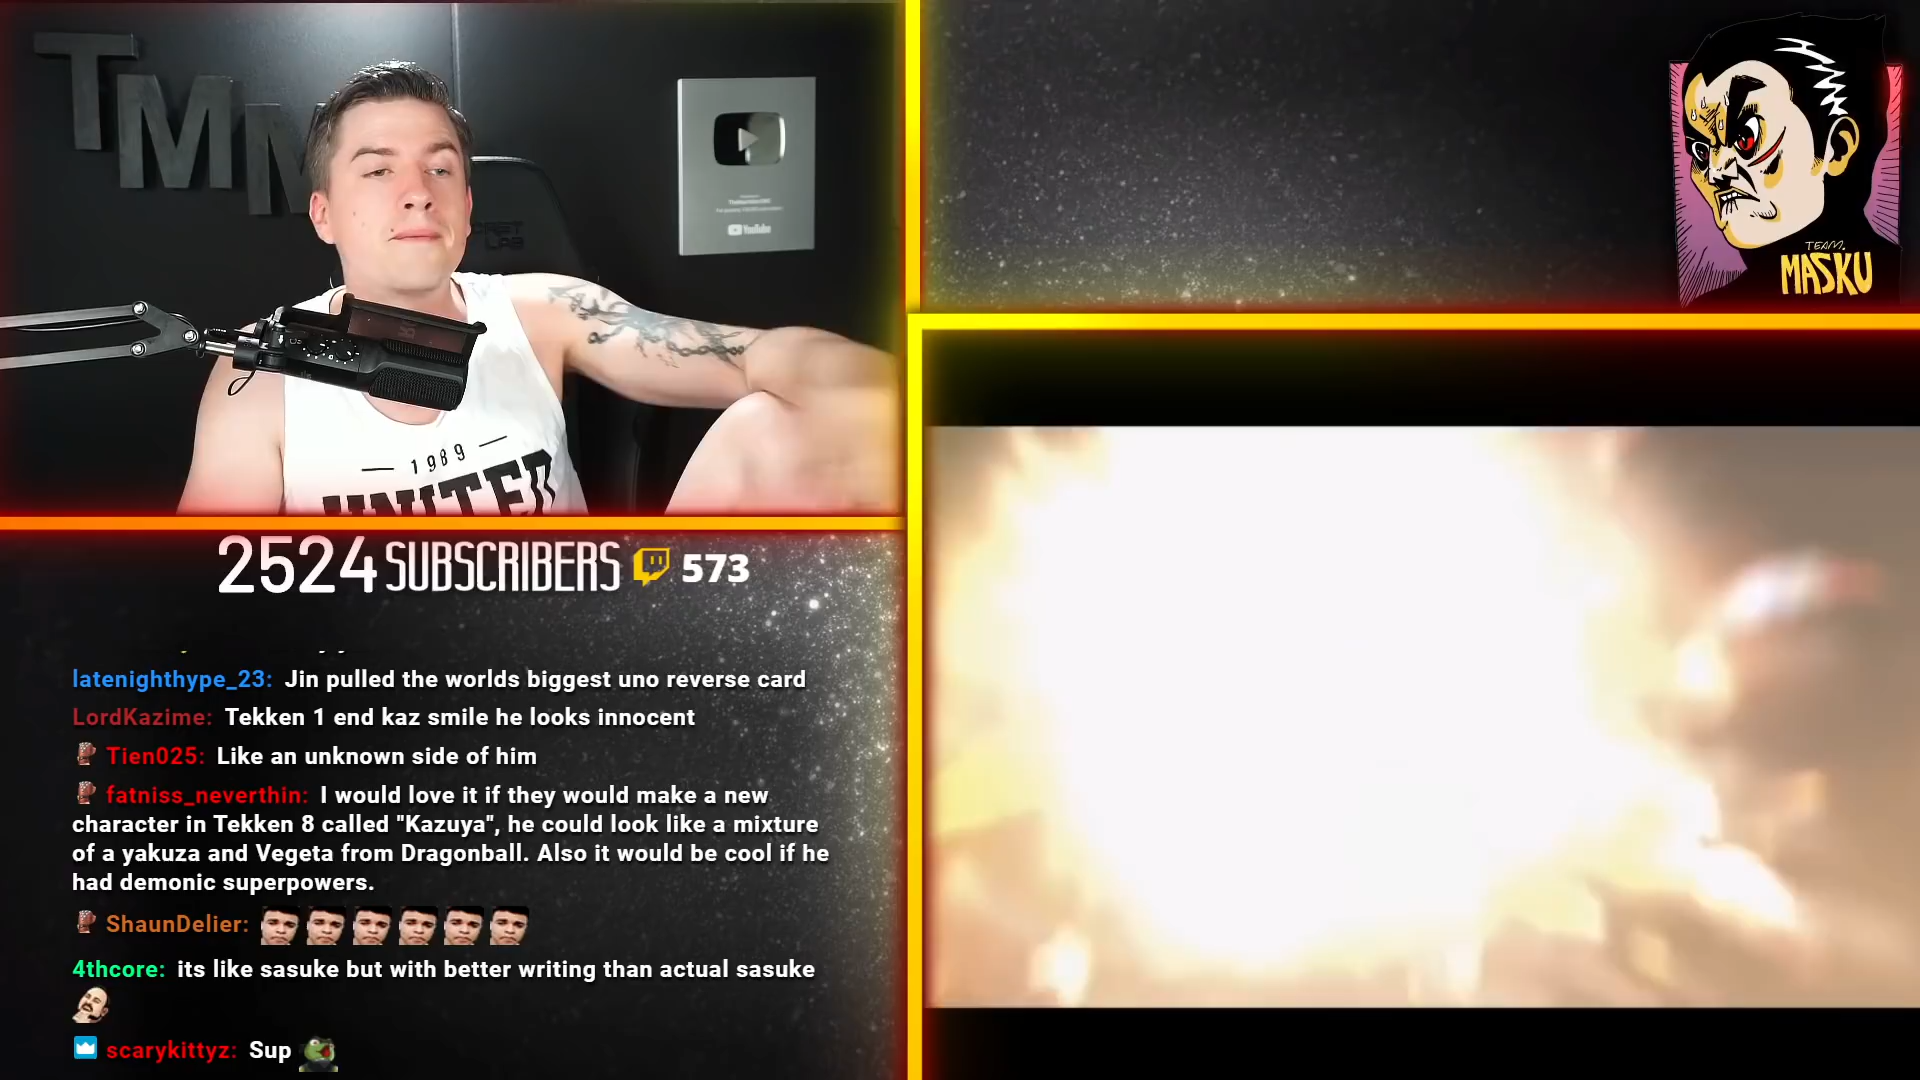 TMM
YouTube
TEAM
MASKU
1989
UNITED
2524 SUBSCRIBERS 573
latenighthype_23: Jin pulled the worlds biggest uno reverse card
LordKazime: Tekken 1 end kaz smile he looks innocent
Tien025: Like an unknown side of him
fatniss_neverthin: I would love it if they would make a new
character in Tekken 8 called "Kazuya", he could look like a mixture
of a yakuza and Vegeta from Dragonball. Also it would be cool if he
had demonic superpowers.
ShaunDelier:
4thcore: its like sasuke but with better writing than actual sasuke
scarykittyz: Sup